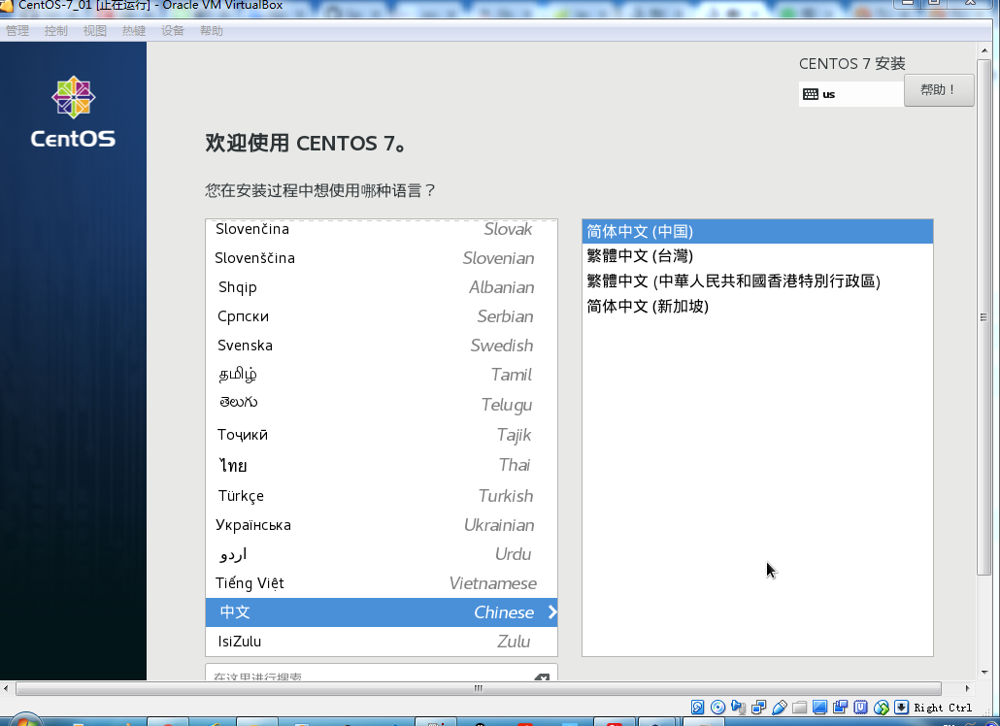 CentOS-7_01 [正在运行] - Oracle VM VirtualBox
管理 控制 视图 热键 设备 帮助
CENTOS 7 安装
us 帮助！
CentOS
欢迎使用 CENTOS 7。
您在安装过程中想使用哪种语言？
Slovenčina Slovak
Slovenščina Slovenian
Shqip Albanian
Српски Serbian
Svenska Swedish
தமிழ் Tamil
తెలుగు Telugu
Тоҷикӣ Tajik
ไทย Thai
Türkçe Turkish
Українська Ukrainian
اردو Urdu
Tiếng Việt Vietnamese
中文 Chinese
IsiZulu Zulu
简体中文 (中国)
繁體中文 (台灣)
繁體中文 (中華人民共和國香港特別行政區)
简体中文 (新加坡)
在这里进行搜索
Right Ctrl